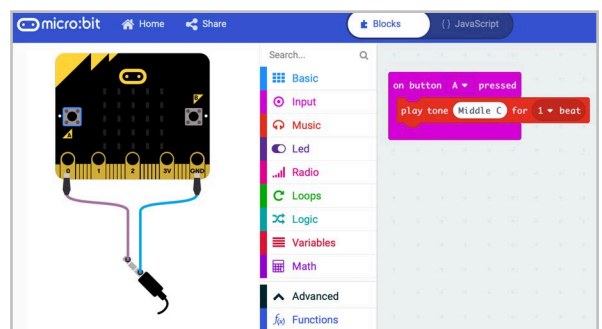 micro:bit Home Share Blocks {} JavaScript
Search...
Basic
Input
Music
Led
Radio
Loops
Logic
Variables
Math
Advanced
f(x) Functions
on button A pressed
play tone Middle C for 1 beat
B
A
0 1 2 3V GND